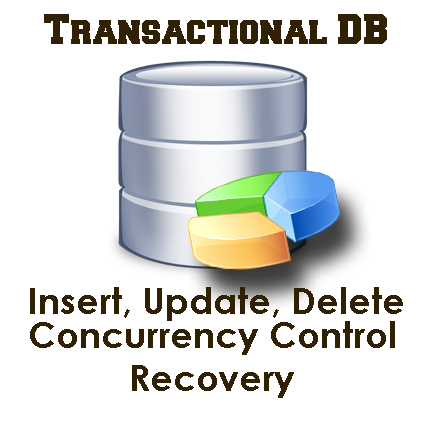 Transactional DB
Insert, Update, Delete
Concurrency Control
Recovery